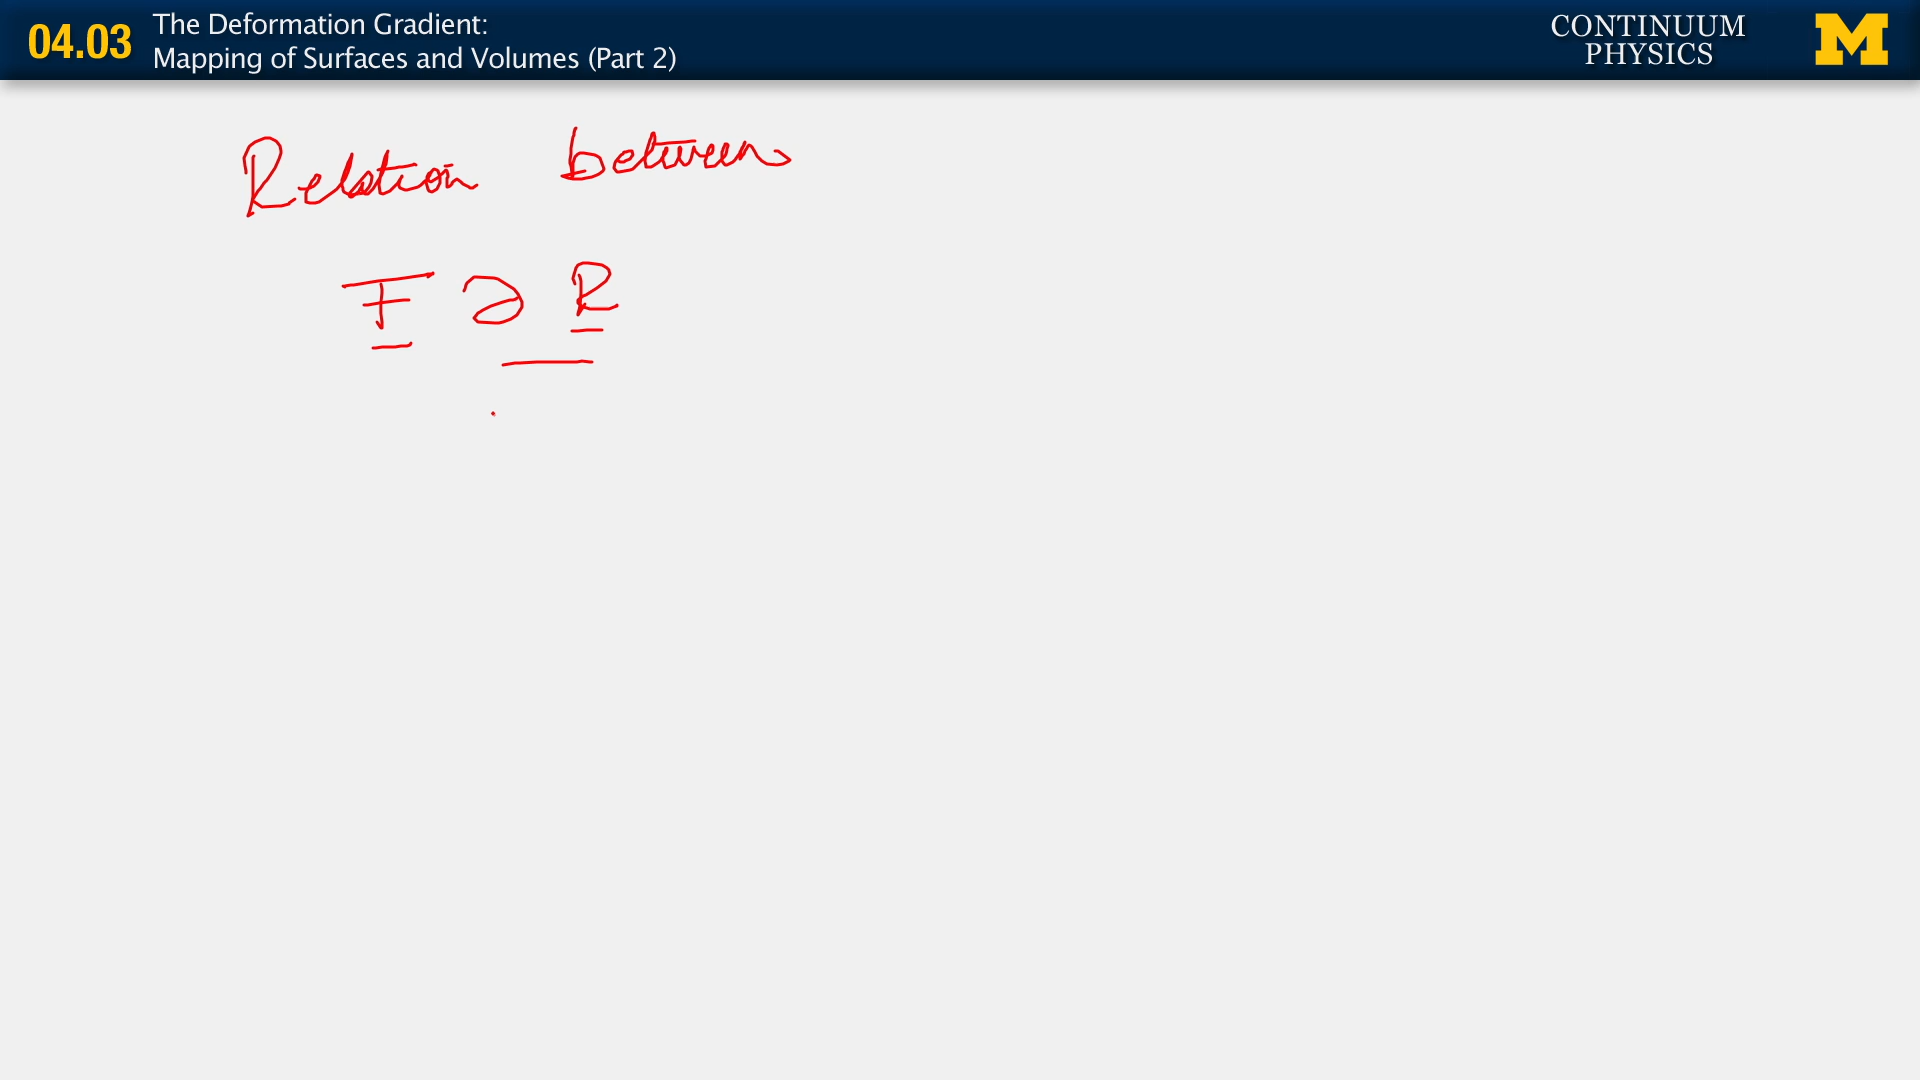 04.03
The Deformation Gradient:
Mapping of Surfaces and Volumes (Part 2)
CONTINUUM
PHYSICS
M
Relation between
F ∂ R